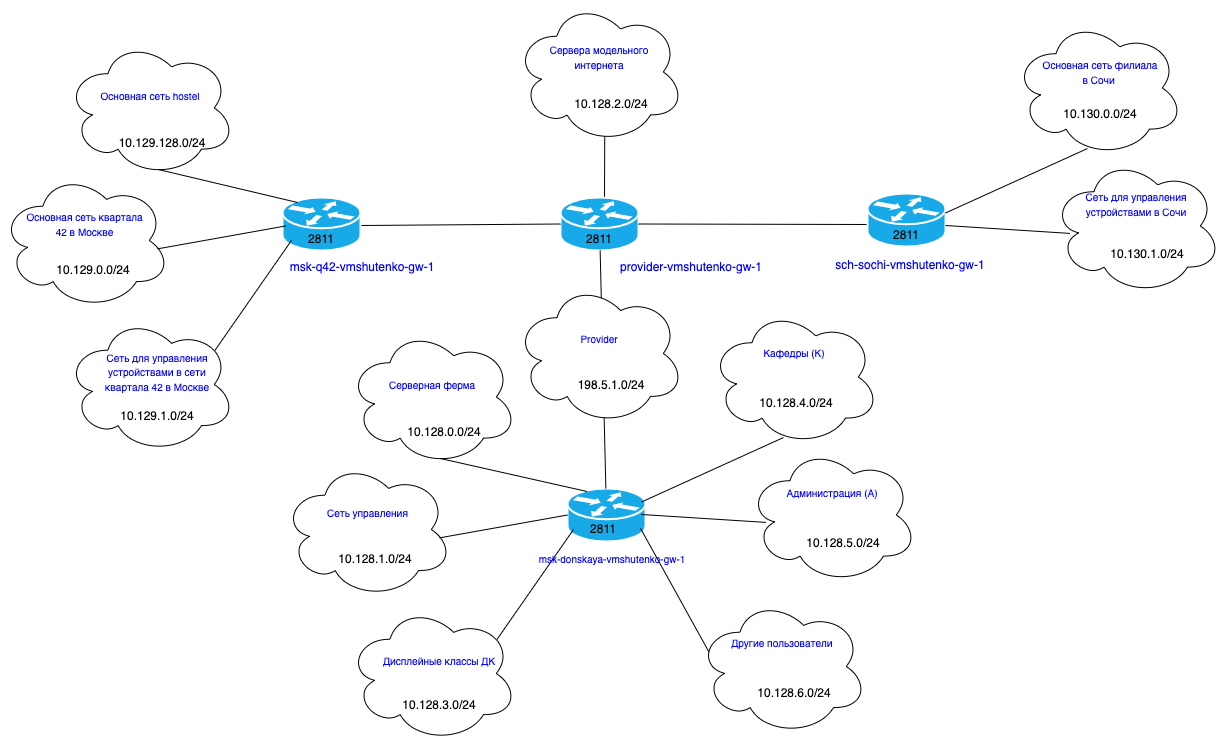 Сервера модельного
интернета
10.128.2.0/24
Основная сеть hostel
10.129.128.0/24
Основная сеть филиала
в Сочи
10.130.0.0/24
Основная сеть квартала
42 в Москве
10.129.0.0/24
2811
msk-q42-vmshutenko-gw-1
2811
provider-vmshutenko-gw-1
2811
sch-sochi-vmshutenko-gw-1
Сеть для управления
устройствами в Сочи
10.130.1.0/24
Сеть для управления
устройствами в сети
квартала 42 в Москве
10.129.1.0/24
Provider
198.5.1.0/24
Серверная ферма
10.128.0.0/24
Кафедры (К)
10.128.4.0/24
Сеть управления
10.128.1.0/24
2811
msk-donskaya-vmshutenko-gw-1
Администрация (А)
10.128.5.0/24
Дисплейные классы ДК
10.128.3.0/24
Другие пользователи
10.128.6.0/24